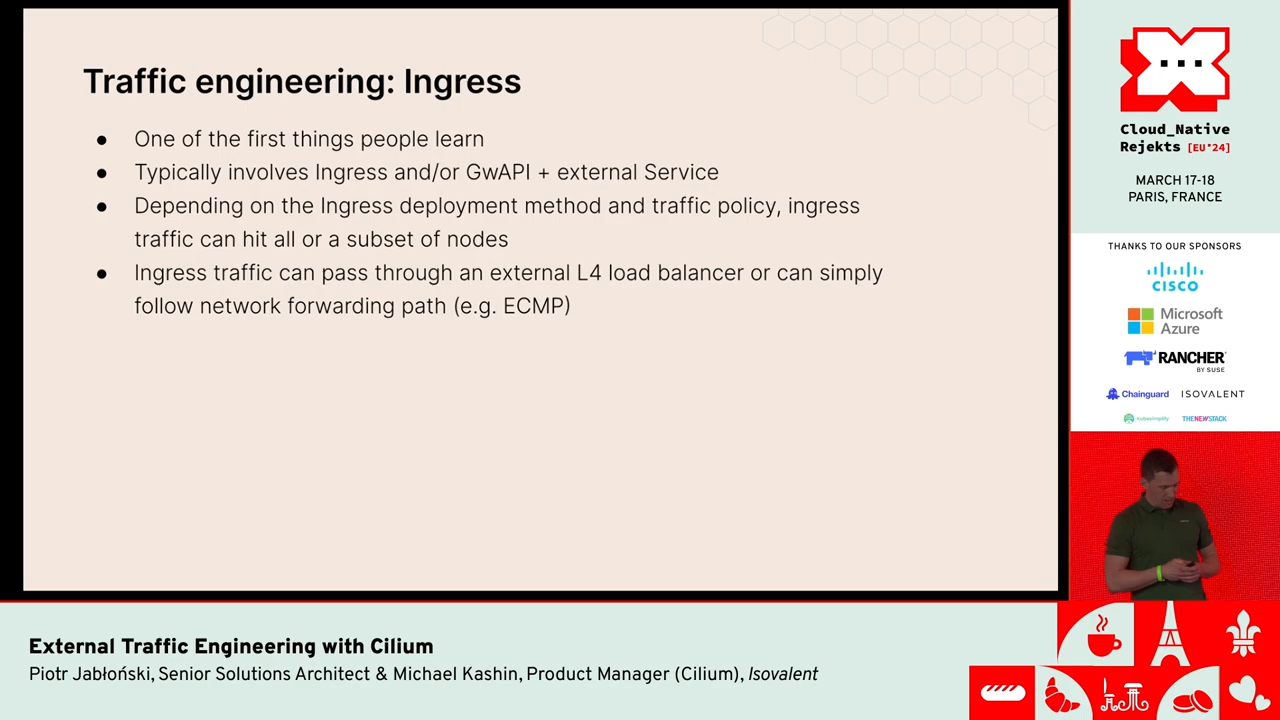 Traffic engineering: Ingress
● One of the first things people learn
● Typically involves Ingress and/or GwAPI + external Service
● Depending on the Ingress deployment method and traffic policy, ingress
traffic can hit all or a subset of nodes
● Ingress traffic can pass through an external L4 load balancer or can simply
follow network forwarding path (e.g. ECMP)
Cloud_Native
Rejekts [EU'24]
MARCH 17-18
PARIS, FRANCE
THANKS TO OUR SPONSORS
CISCO
Microsoft
Azure
RANCHER
BY SUSE
Chainguard
ISOVALENT
kubesimplify
THENEWSTACK
External Traffic Engineering with Cilium
Piotr Jabłoński, Senior Solutions Architect & Michael Kashin, Product Manager (Cilium), Isovalent